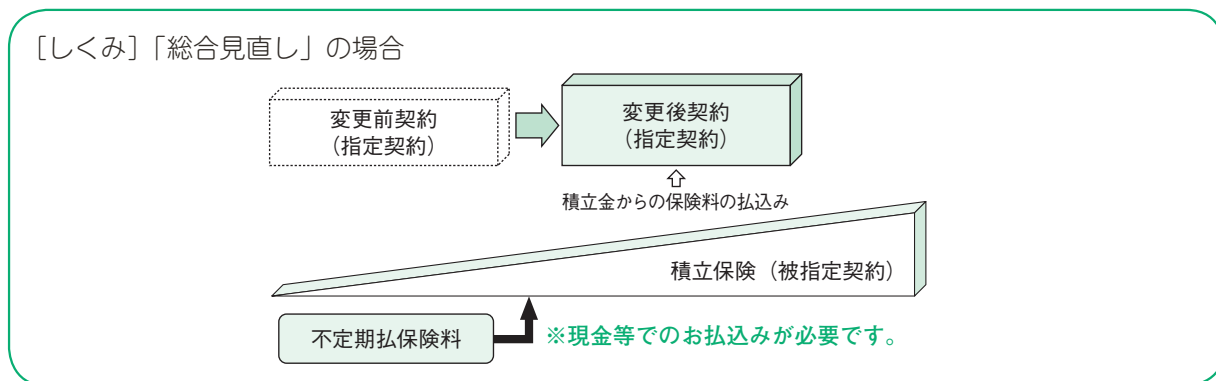 ［しくみ］「総合見直し」の場合
変更前契約
（指定契約）
変更後契約
（指定契約）
積立金からの保険料の払込み
積立保険（被指定契約）
不定期払保険料
※現金等でのお払込みが必要です。